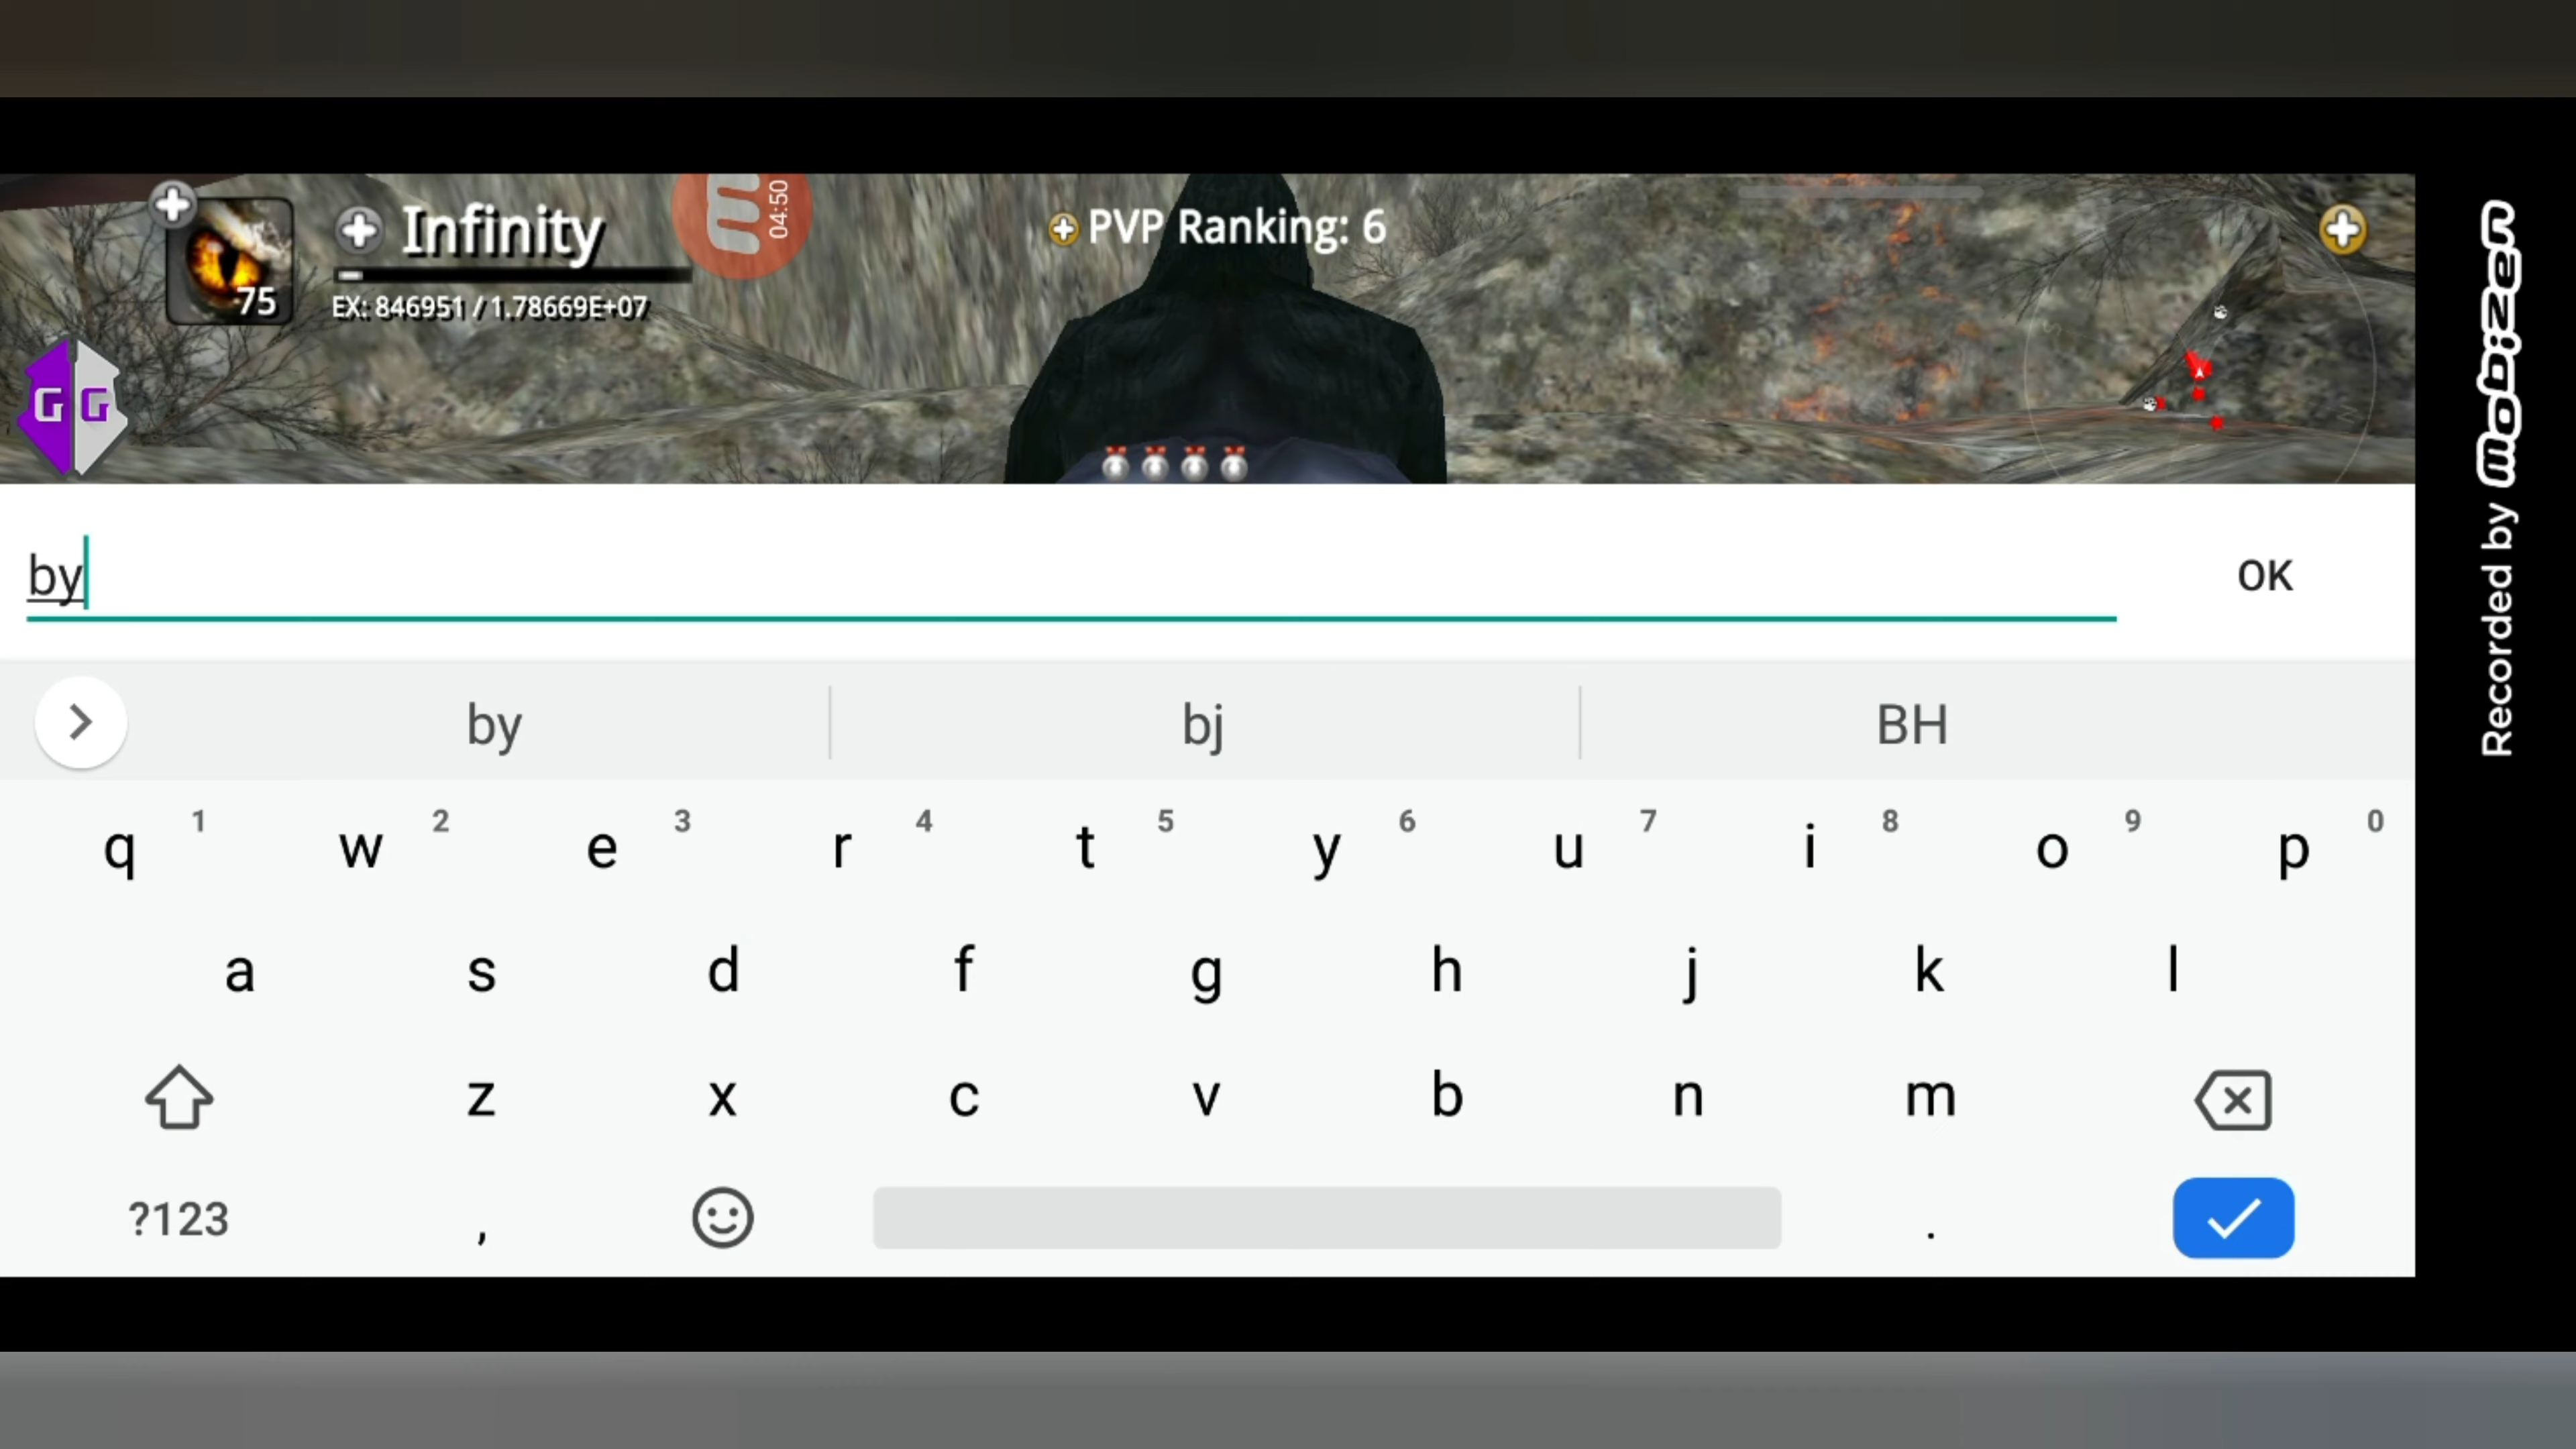 Infinity
75
EX: 846951 / 1.78669E+07
04:50
PVP Ranking: 6
G G
by
OK
by bj BH
q 1 w 2 e 3 r 4 t 5 y 6 u 7 i 8 o 9 p 0
a s d f g h j k l
z x c v b n m
?123 , .
Recorded by mobizen